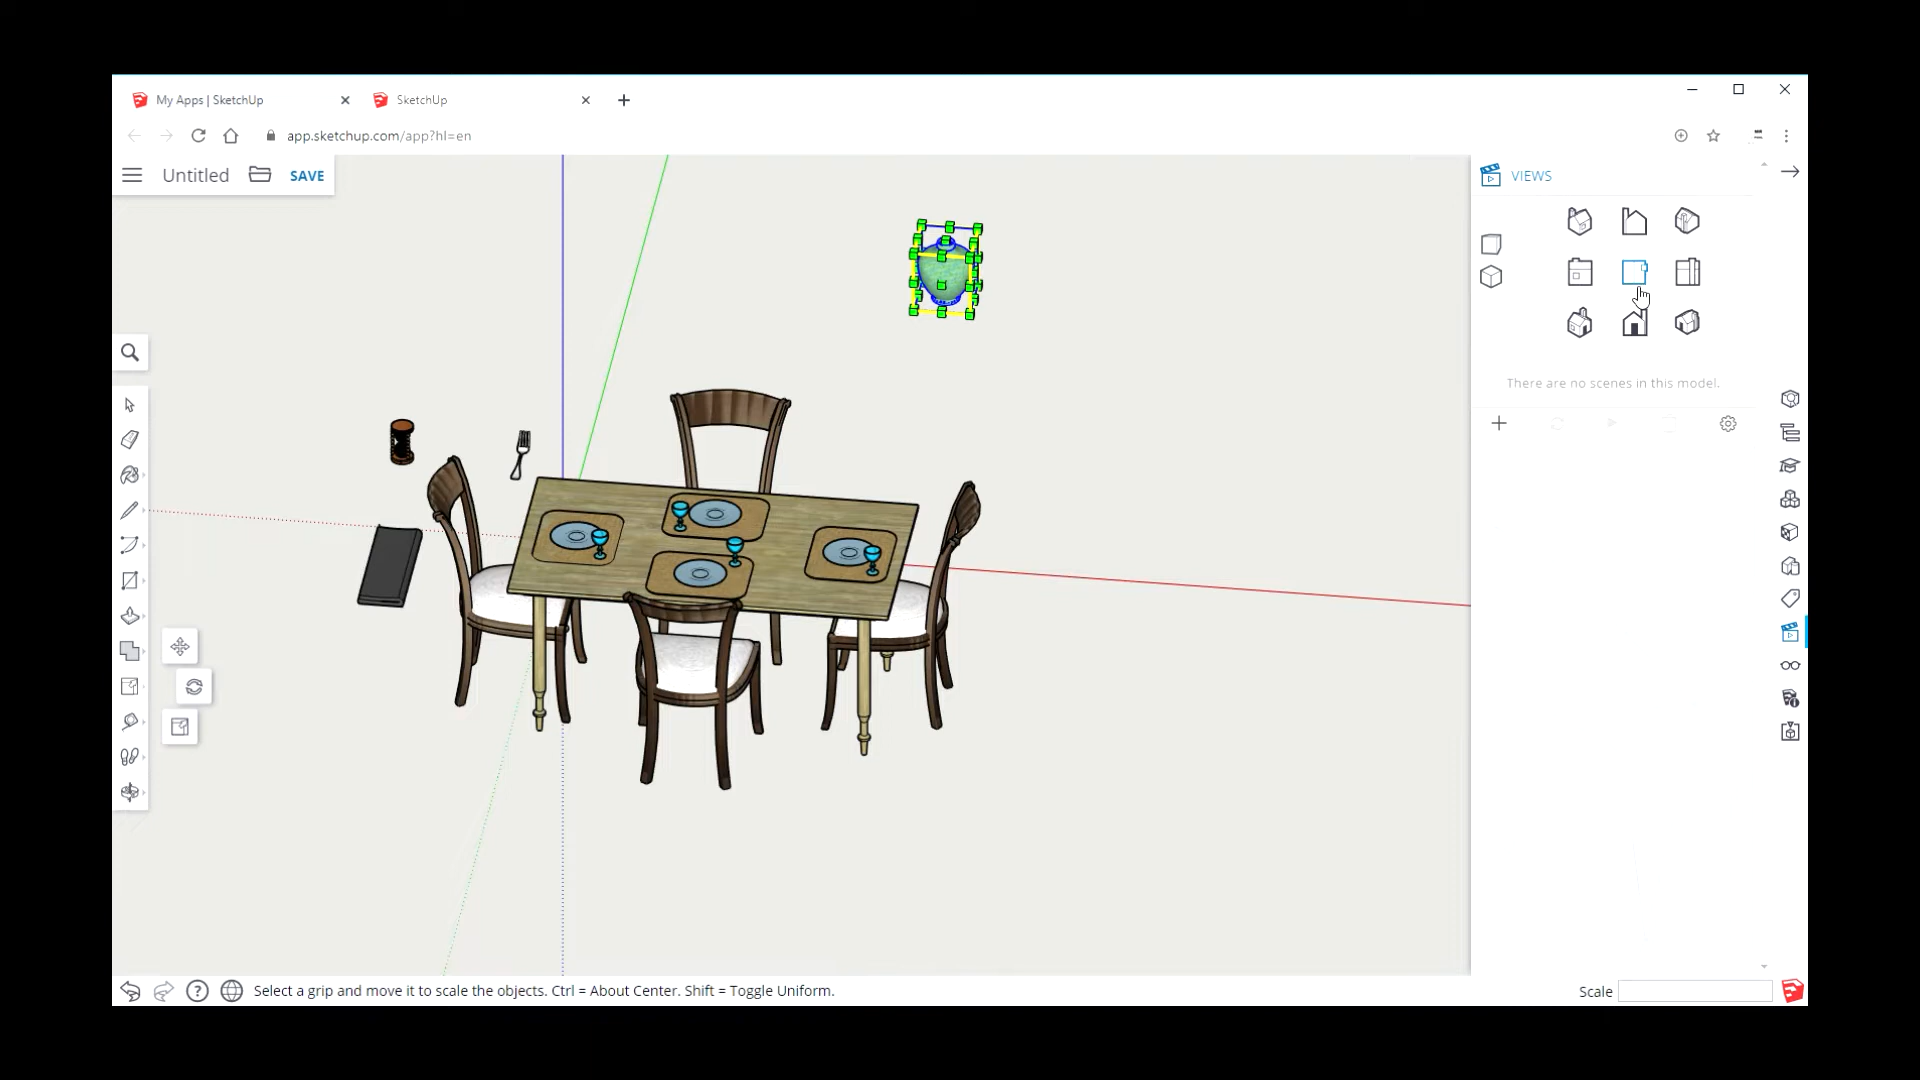 My Apps | SketchUp
SketchUp
app.sketchup.com/app?hl=en
Untitled
SAVE
VIEWS
There are no scenes in this model.
Select a grip and move it to scale the objects. Ctrl = About Center. Shift = Toggle Uniform.
Scale